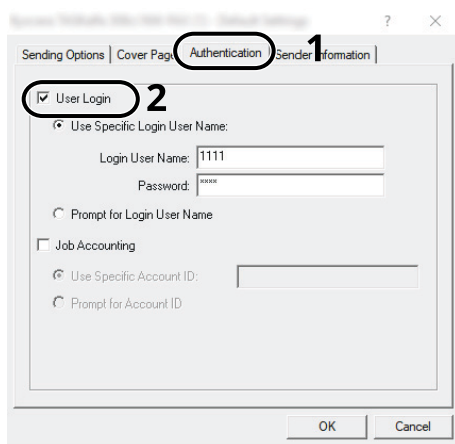 Default Settings
? ×
Sending Options Cover Page Authentication Sender Information
1
User Login
2
Use Specific Login User Name:
Login User Name: 1111
Password: ××××
Prompt for Login User Name
Job Accounting
Use Specific Account ID:
Prompt for Account ID
OK Cancel